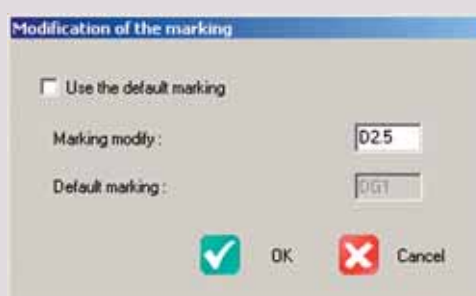 Modification of the marking
Use the default marking
Marking modify : D2.5
Default marking : DG1
OK Cancel